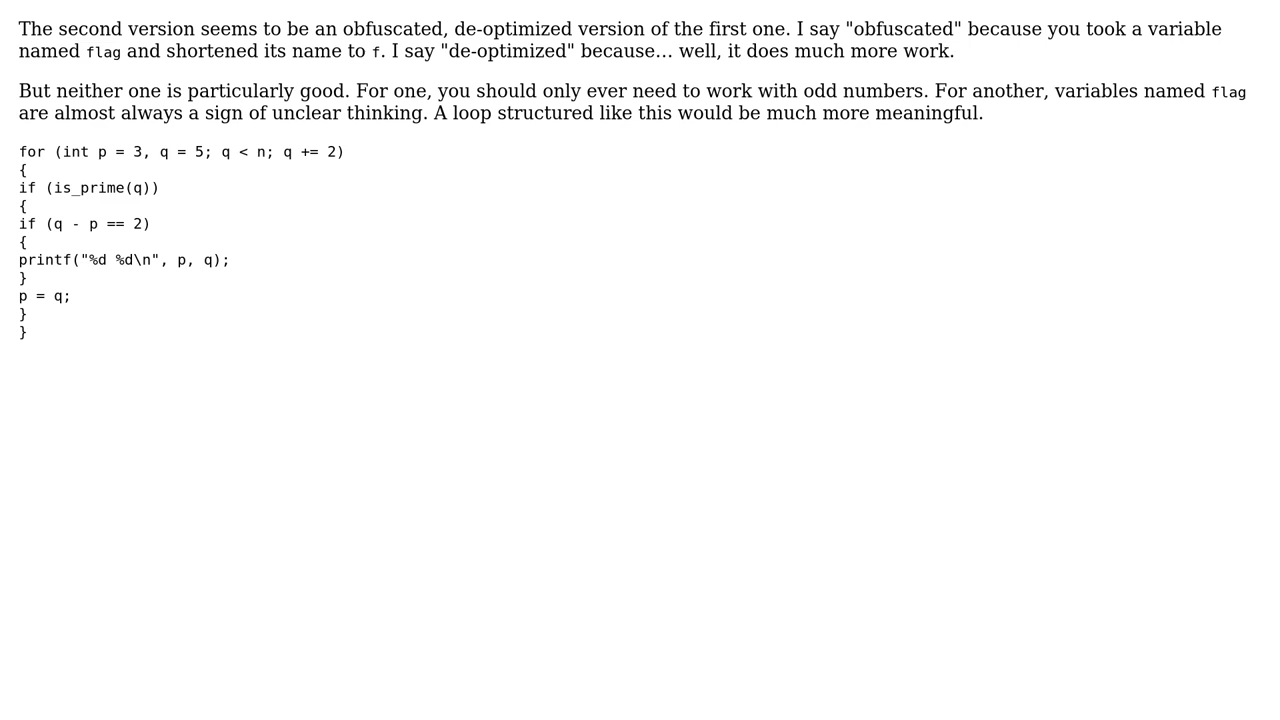 The second version seems to be an obfuscated, de-optimized version of the first one. I say "obfuscated" because you took a variable
named flag and shortened its name to f. I say "de-optimized" because… well, it does much more work.
But neither one is particularly good. For one, you should only ever need to work with odd numbers. For another, variables named flag
are almost always a sign of unclear thinking. A loop structured like this would be much more meaningful.
for (int p = 3, q = 5; q < n; q += 2)
{
if (is_prime(q))
{
if (q - p == 2)
{
printf("%d %d\n", p, q);
}
p = q;
}
}